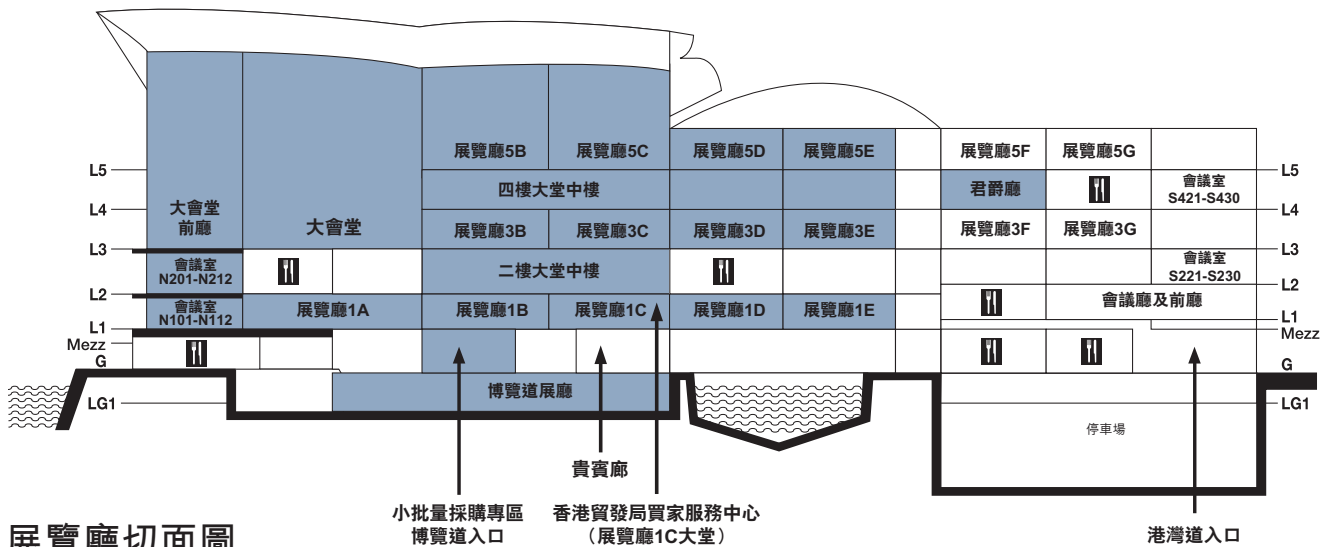 展覽廳5B
展覽廳5C
展覽廳5D
展覽廳5E
展覽廳5F
展覽廳5G
L5
L5
四樓大堂中樓
君爵廳
會議室
S421-S430
大會堂
前廳
大會堂
L4
L4
展覽廳3B
展覽廳3C
展覽廳3D
展覽廳3E
展覽廳3F
展覽廳3G
L3
L3
會議室
N201-N212
二樓大堂中樓
會議室
S221-S230
L2
L2
會議室
N101-N112
展覽廳1A
展覽廳1B
展覽廳1C
展覽廳1D
展覽廳1E
會議廳及前廳
L1
L1
Mezz
Mezz
G
G
博覽道展廳
LG1
LG1
停車場
貴賓廊
小批量採購專區
博覽道入口
香港貿發局買家服務中心
（展覽廳1C大堂）
港灣道入口
展覽廳切面圖